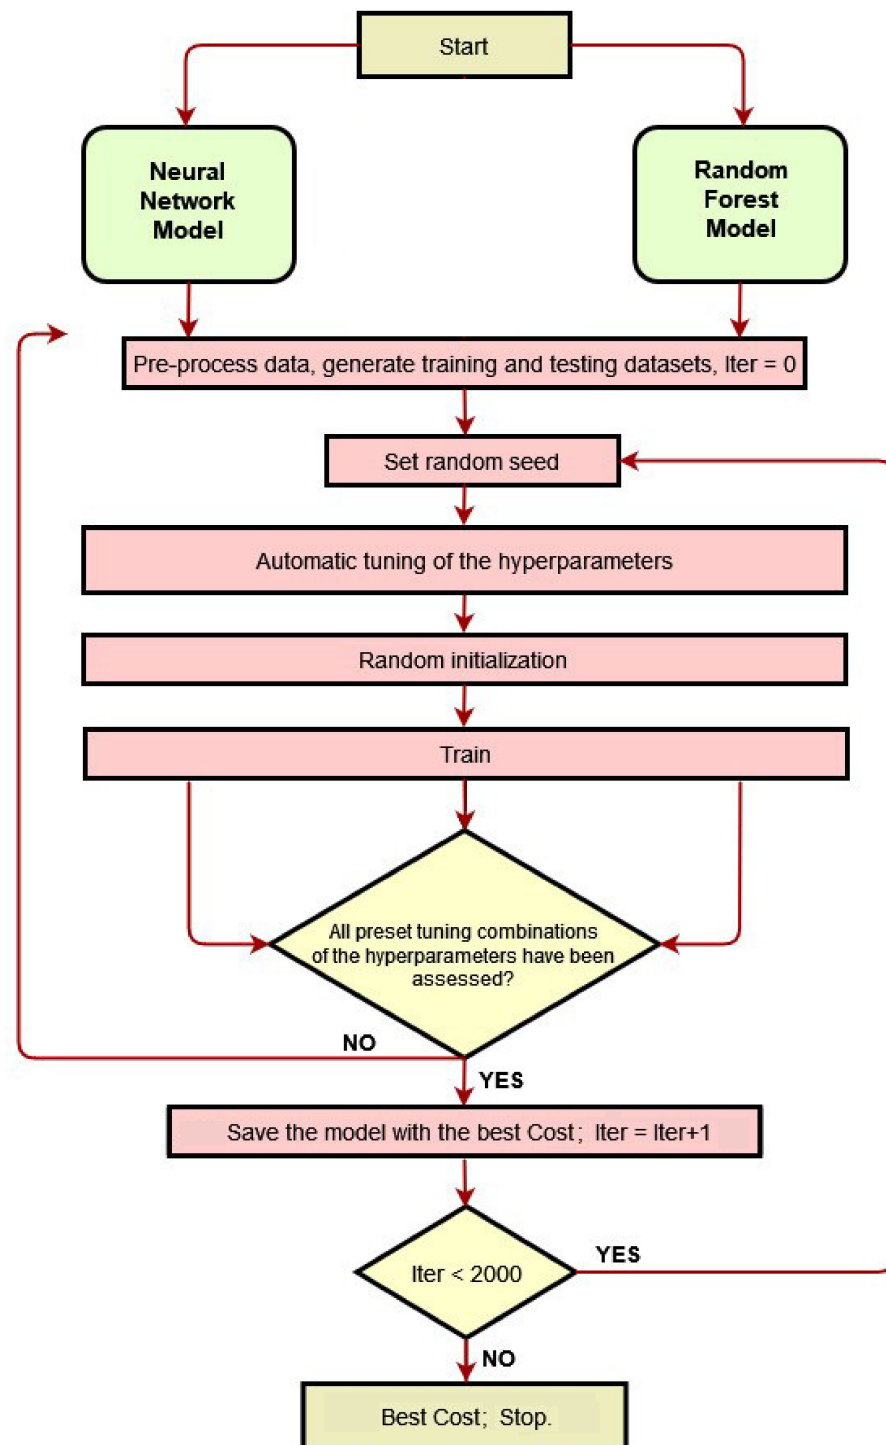 Start
Neural
Network
Model
Random
Forest
Model
Pre-process data, generate training and testing datasets, Iter = 0
Set random seed
Automatic tuning of the hyperparameters
Random initialization
Train
All preset tuning combinations
of the hyperparameters have been
assessed?
NO
YES
Save the model with the best Cost; Iter = Iter+1
Iter < 2000
YES
NO
Best Cost; Stop.